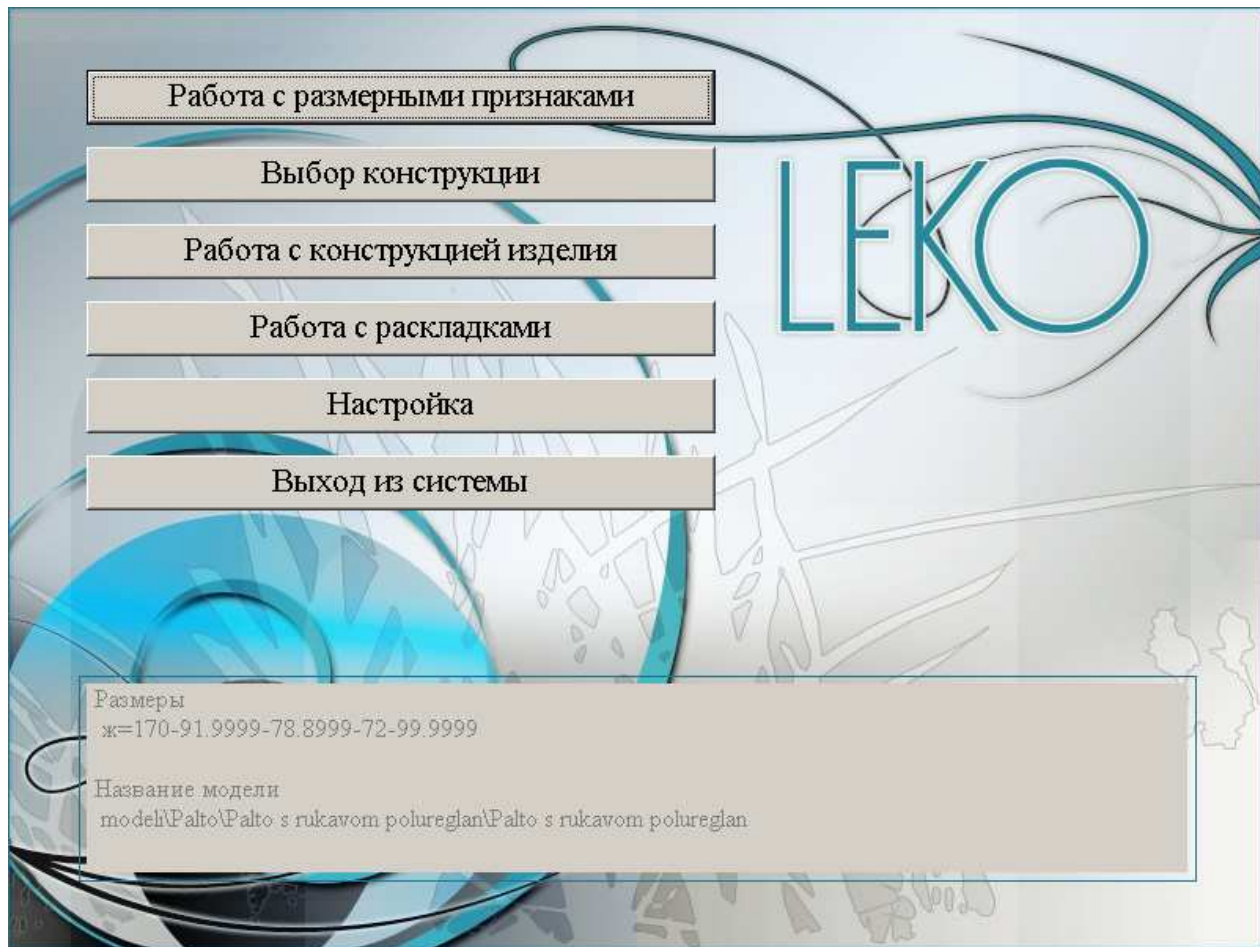 Работа с размерными признаками
Выбор конструкции
Работа с конструкцией изделия
Работа с раскладками
Настройка
Выход из системы
LEKO
Размеры
ж=170-91.9999-78.8999-72-99.9999
Название модели
modeli\Palto\Palto s rukavom polureglan\Palto s rukavom polureglan